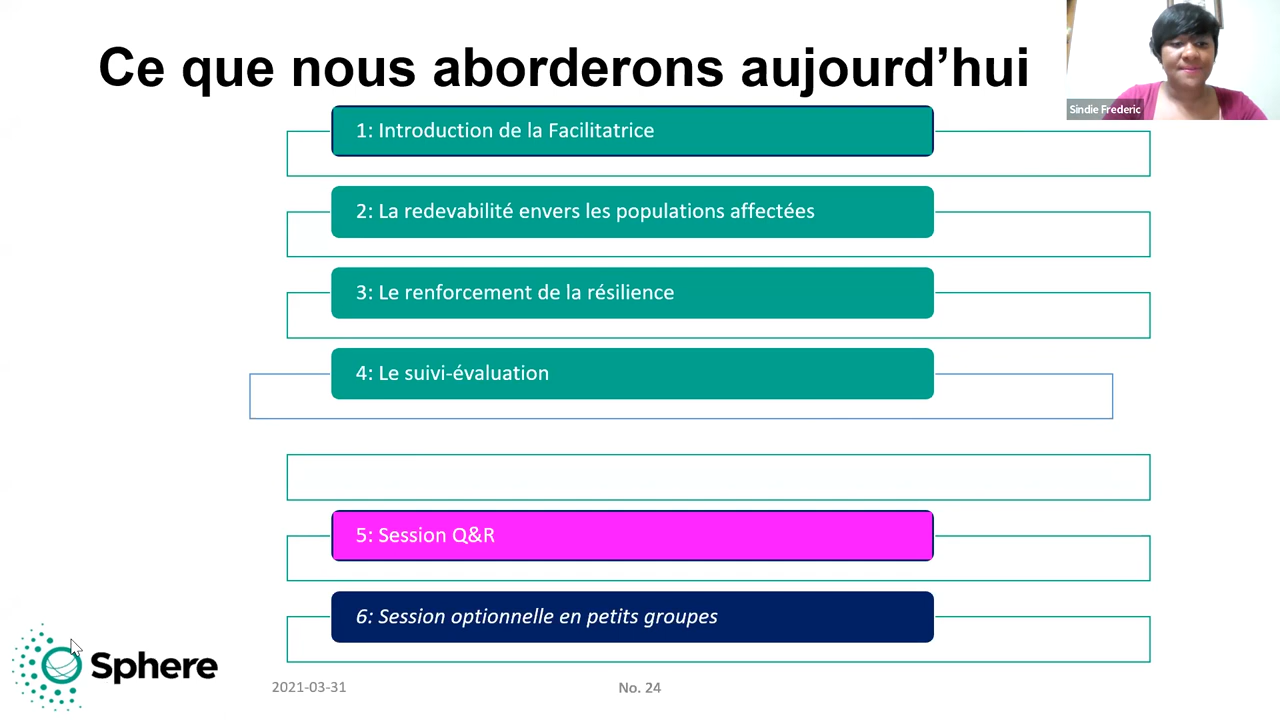 Ce que nous aborderons aujourd’hui
Sindie Frederic
1: Introduction de la Facilitatrice
2: La redevabilité envers les populations affectées
3: Le renforcement de la résilience
4: Le suivi-évaluation
5: Session Q&R
6: Session optionnelle en petits groupes
Sphere
2021-03-31
No. 24